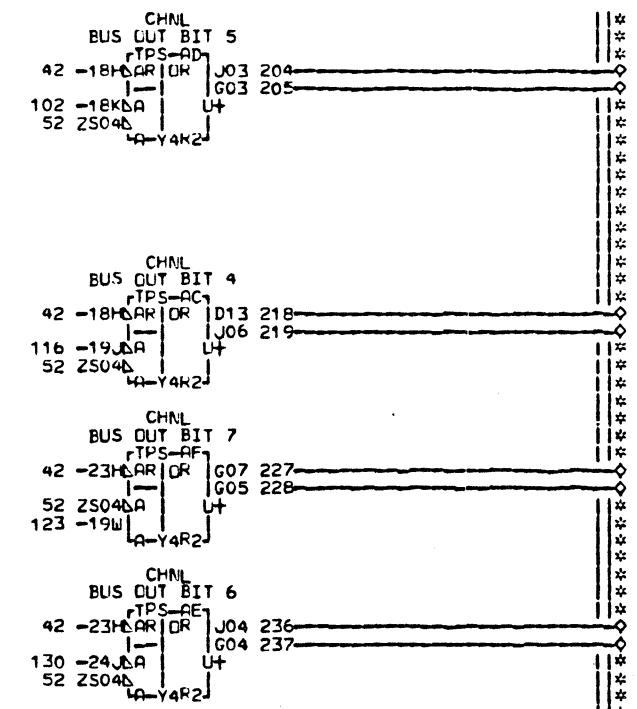 CHNL
BUS OUT BIT 5
TPS-AD
42 -18H AR OR J03 204
G03 205
102 -18K A U+
52 ZS04
A-Y4R2
CHNL
BUS OUT BIT 4
TPS-AC
42 -18H AR OR D13 218
J06 219
116 -19J A U+
52 ZS04
A-Y4R2
CHNL
BUS OUT BIT 7
TPS-AF
42 -23H AR OR G07 227
G05 228
52 ZS04 A U+
123 -19W
A-Y4R2
CHNL
BUS OUT BIT 6
TPS-AE
42 -23H AR OR J04 236
G04 237
130 -24J A U+
52 ZS04
A-Y4R2